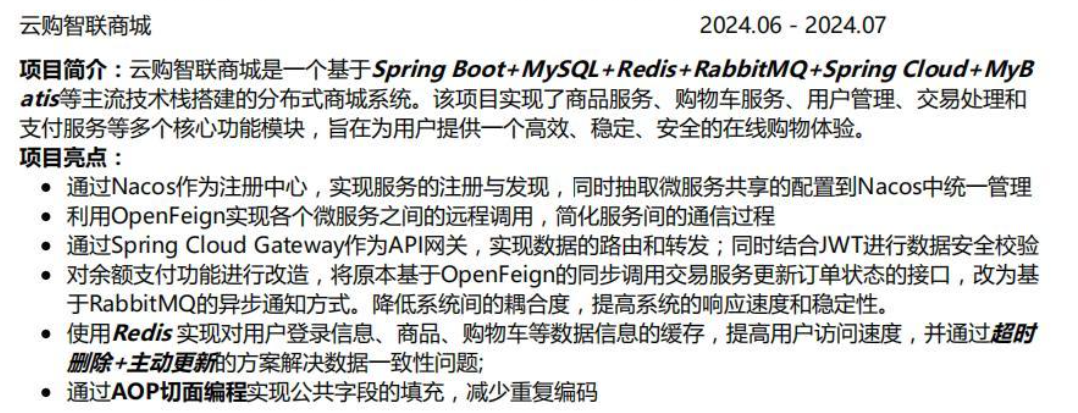 云购智联商城 2024.06 - 2024.07
项目简介：云购智联商城是一个基于Spring Boot+MySQL+Redis+RabbitMQ+Spring Cloud+MyB
atis等主流技术栈搭建的分布式商城系统。该项目实现了商品服务、购物车服务、用户管理、交易处理和
支付服务等多个核心功能模块，旨在为用户提供一个高效、稳定、安全的在线购物体验。
项目亮点：
• 通过Nacos作为注册中心，实现服务的注册与发现，同时抽取微服务共享的配置到Nacos中统一管理
• 利用OpenFeign实现各个微服务之间的远程调用，简化服务间的通信过程
• 通过Spring Cloud Gateway作为API网关，实现数据的路由和转发；同时结合JWT进行数据安全校验
• 对余额支付功能进行改造，将原本基于OpenFeign的同步调用交易服务更新订单状态的接口，改为基
于RabbitMQ的异步通知方式。降低系统间的耦合度，提高系统的响应速度和稳定性。
• 使用Redis 实现对用户登录信息、商品、购物车等数据信息的缓存，提高用户访问速度，并通过超时
删除+主动更新的方案解决数据一致性问题;
• 通过AOP切面编程实现公共字段的填充，减少重复编码